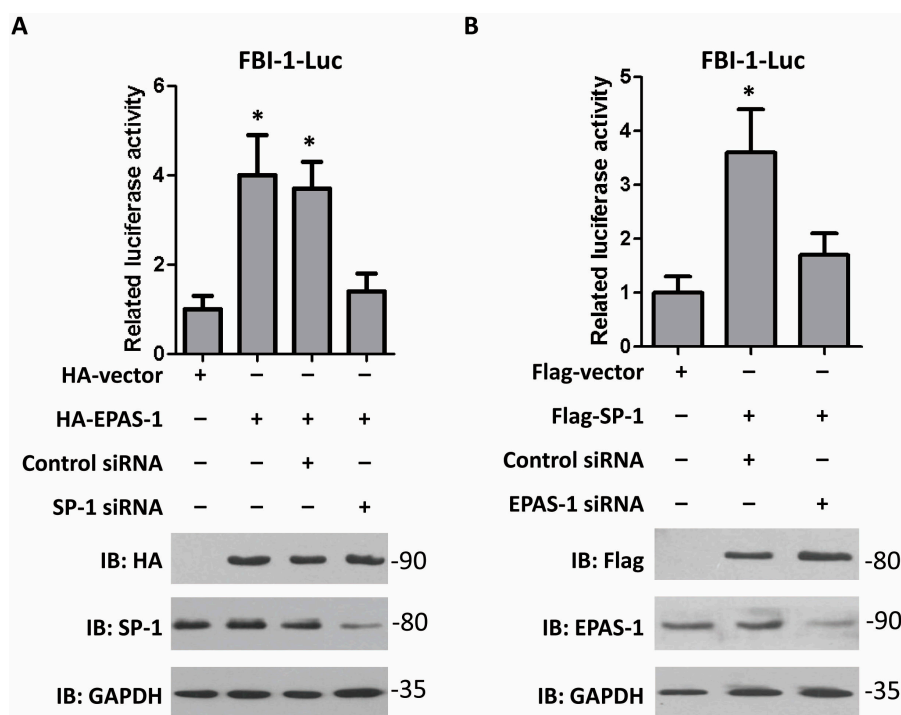 A
FBI-1-Luc
Related luciferase activity
6
4
2
0
* *
HA-vector + – – –
HA-EPAS-1 – + + +
Control siRNA – – + –
SP-1 siRNA – – – +
IB: HA -90
IB: SP-1 -80
IB: GAPDH -35
B
FBI-1-Luc
Related luciferase activity
5
4
3
2
1
0
*
Flag-vector + – –
Flag-SP-1 – + +
Control siRNA – + –
EPAS-1 siRNA – – +
IB: Flag -80
IB: EPAS-1 -90
IB: GAPDH -35